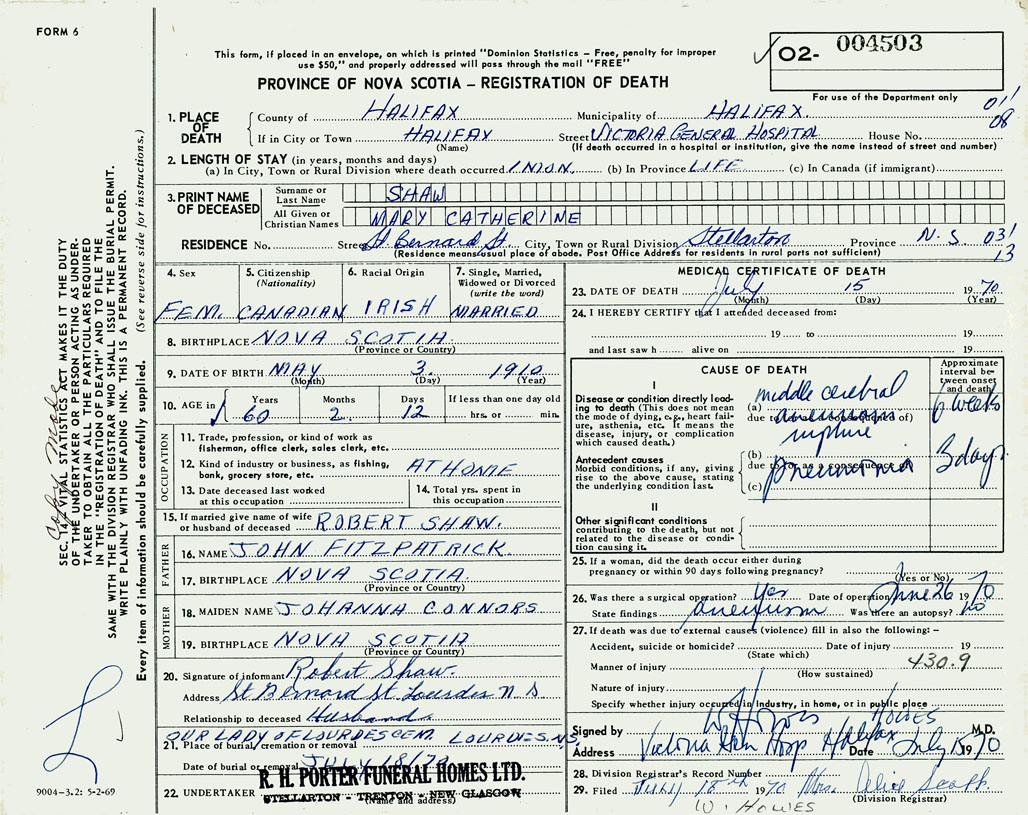 FORM 6
This form, if placed in an envelope, on which is printed "Dominion Statistics – Free, penalty for improper
use $50," and properly addressed will pass through the mail "FREE"
02- 004503
PROVINCE OF NOVA SCOTIA – REGISTRATION OF DEATH
For use of the Department only
011
08
1. PLACE OF DEATH
County of HALIFAX Municipality of HALIFAX
If in City or Town HALIFAX Street VICTORIA GENERAL HOSPITAL House No.
(Name) (If death occurred in a hospital or institution, give the name instead of street and number)
2. LENGTH OF STAY (in years, months and days)
(a) In City, Town or Rural Division where death occurred 1 MON. (b) In Province LIFE (c) In Canada (if immigrant)
3. PRINT NAME OF DECEASED
Surname or Last Name SHAW
All Given or Christian Names MARY CATHERINE
RESIDENCE No. Street St. Bernard St. City, Town or Rural Division Stellarton Province N.S 031
13
(Residence means usual place of abode. Post Office Address for residents in rural parts not sufficient)
4. Sex FEM.
5. Citizenship (Nationality) CANADIAN
6. Racial Origin IRISH
7. Single, Married, Widowed or Divorced (write the word) MARRIED
8. BIRTHPLACE NOVA SCOTIA
(Province or Country)
9. DATE OF BIRTH MAY 3. 1910
(Month) (Day) (Year)
10. AGE in Years 60 Months 2 Days 12 If less than one day old hrs. or min.
OCCUPATION
11. Trade, profession, or kind of work as
fisherman, office clerk, sales clerk, etc.
12. Kind of industry or business, as fishing,
bank, grocery store, etc. AT HOME
13. Date deceased last worked
at this occupation
14. Total yrs. spent in
this occupation
15. If married give name of wife
or husband of deceased ROBERT SHAW.
FATHER
16. NAME JOHN FITZPATRICK.
17. BIRTHPLACE NOVA SCOTIA
(Province or Country)
MOTHER
18. MAIDEN NAME JOHANNA CONNORS
19. BIRTHPLACE NOVA SCOTIA
(Province or Country)
20. Signature of informant Robert Shaw.
Address St Bernard St. Lourdes N S
Relationship to deceased Husband
OUR LADY OF LOURDES CEM. LOURDES. N.S.
21. Place of burial, cremation or removal
Date of burial or removal JULY 18/70
22. UNDERTAKER R. H. PORTER FUNERAL HOMES LTD.
STELLARTON - TRENTON - NEW GLASGOW
(Name and address)
MEDICAL CERTIFICATE OF DEATH
23. DATE OF DEATH July 15 1970
(Month) (Day) (Year)
24. I HEREBY CERTIFY that I attended deceased from:
19 to 19
and last saw h alive on 19
CAUSE OF DEATH
Approximate interval between onset and death
I
Disease or condition directly leading
to death (This does not mean
the mode of dying, e.g., heart failure,
asthenia, etc. It means the
disease, injury, or complication
which caused death.)
(a) middle cerebral
due to (or as a consequence of)
aneurysm
rupture
6 weeks
Antecedent causes
Morbid conditions, if any, giving
rise to the above cause, stating
the underlying condition last.
(b)
due to (or as a consequence of)
(c) pneumonia
3 days
II
Other significant conditions
contributing to the death, but not
related to the disease or condition
causing it.
25. If a woman, did the death occur either during
pregnancy or within 90 days following pregnancy?
(Yes or No)
26. Was there a surgical operation? Yes Date of operation June 26 1970
State findings aneurysm Was there an autopsy? no
27. If death was due to external causes (violence) fill in also the following: –
Accident, suicide or homicide? Date of injury 19
(State which)
Manner of injury 430.9
(How sustained)
Nature of injury
Specify whether injury occurred in Industry, in home, or in public place
Signed by HOWES M.D.
Address Victoria Gen Hosp Halifax Date July 15 1970
28. Division Registrar's Record Number
29. Filed JULY 18th 1970 Mrs. Alice Scott
(Division Registrar)
W. HOWES
SEC. 14, VITAL STATISTICS ACT MAKES IT THE DUTY
OF THE UNDERTAKER OR PERSON ACTING AS UNDERTAKER
TO OBTAIN ALL THE PARTICULARS REQUIRED
IN THE "REGISTRATION OF DEATH" AND TO FILE THE
SAME WITH THE DIVISION REGISTRAR WHO SHALL ISSUE THE BURIAL PERMIT.
WRITE PLAINLY WITH UNFADING INK. THIS IS A PERMANENT RECORD.
Every item of information should be carefully supplied. (See reverse side for instructions.)
Copy Made
9004–3.2: 5-2-69